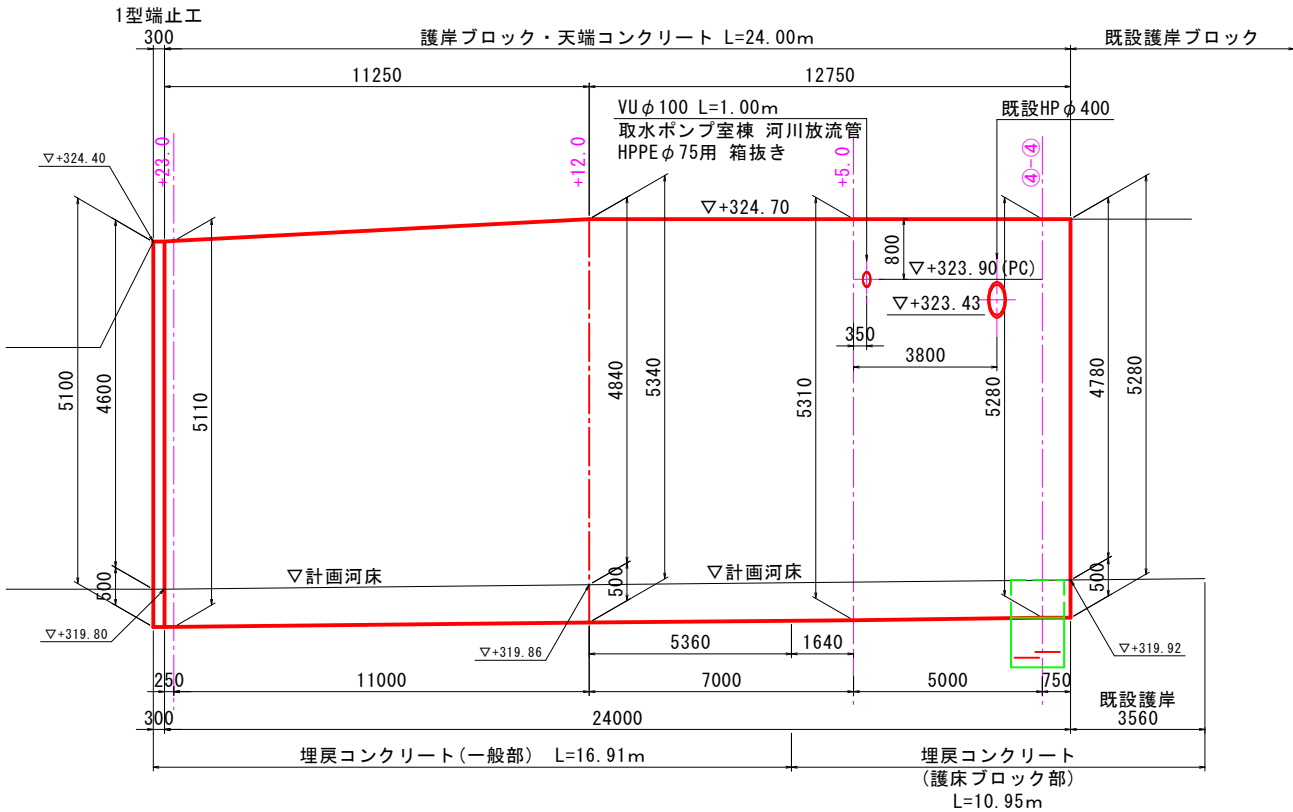 1型端止工
300
護岸ブロック・天端コンクリート L=24.00m
既設護岸ブロック
11250
12750
VUφ100 L=1.00m
取水ポンプ室棟 河川放流管
HPPEφ75用 箱抜き
既設HPφ400
+23.0
+12.0
+5.0
④-④
▽+324.40
▽+324.70
800
▽+323.90(PC)
▽+323.43
350
3800
5100
4600
5110
4840
5340
5310
5280
4780
5280
500
▽計画河床
500
▽計画河床
500
▽+319.80
▽+319.86
▽+319.92
5360
1640
250
11000
7000
5000
750
既設護岸
300
24000
3560
埋戻コンクリート(一般部) L=16.91m
埋戻コンクリート
(護床ブロック部)
L=10.95m